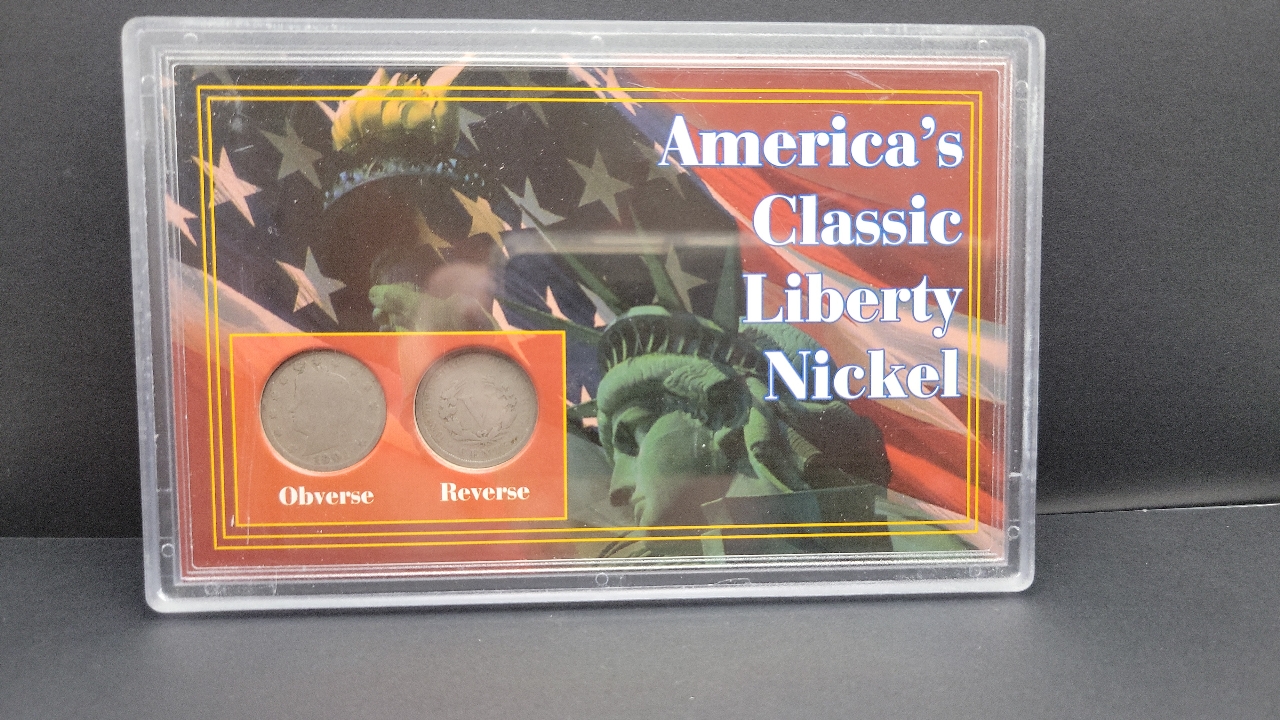 America's
Classic
Liberty
Nickel
Obverse
Reverse